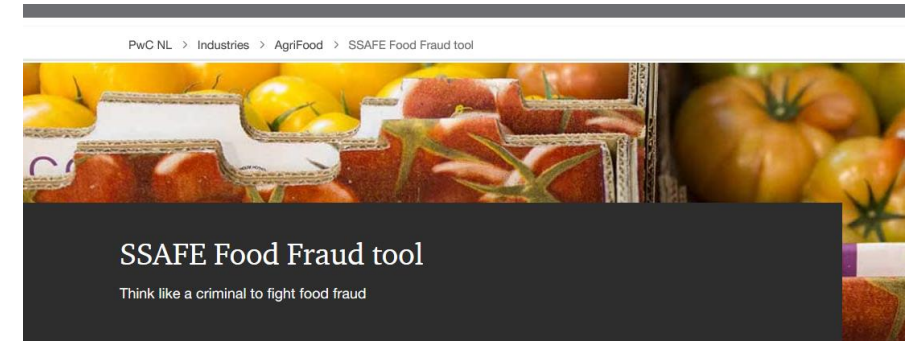 PwC NL > Industries > AgriFood > SSAFE Food Fraud tool
SSAFE Food Fraud tool
Think like a criminal to fight food fraud